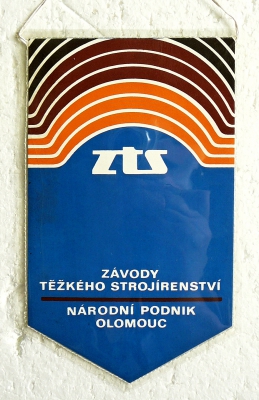 zts
ZÁVODY
TĚŽKÉHO STROJÍRENSTVÍ
NÁRODNÍ PODNIK
OLOMOUC